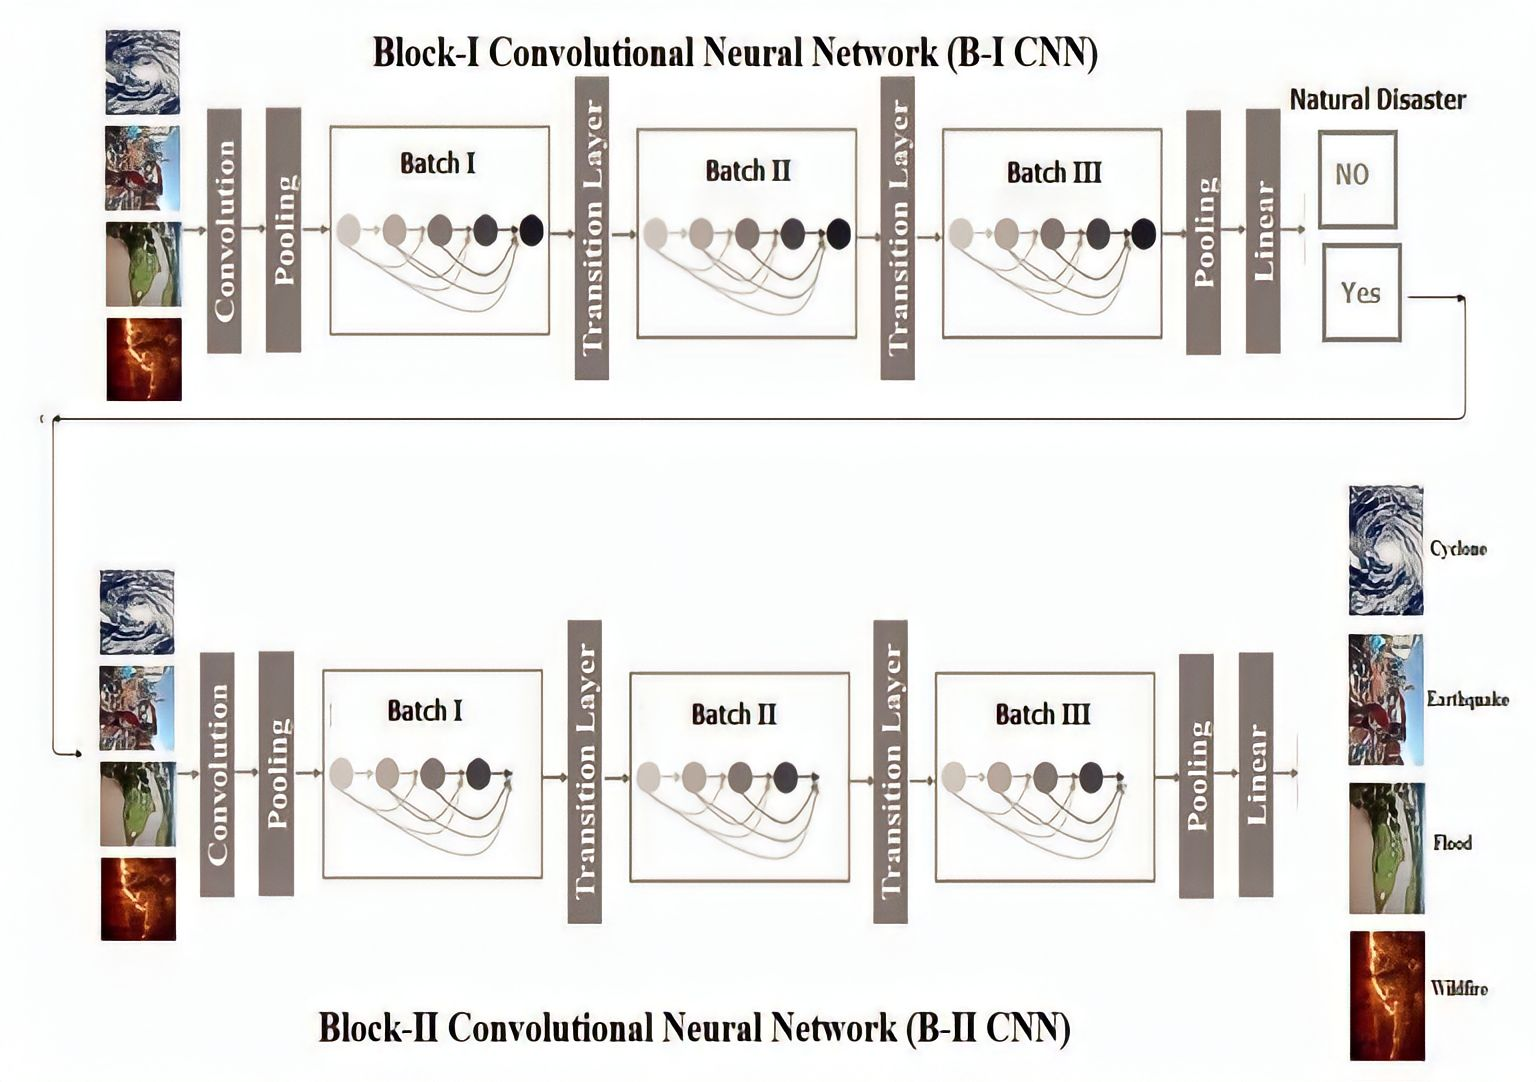 Block-I Convolutional Neural Network (B-I CNN)
Natural Disaster
Convolution
Pooling
Batch I
Transition Layer
Batch II
Transition Layer
Batch III
Pooling
Linear
NO
Yes
Convolution
Pooling
Batch I
Transition Layer
Batch II
Transition Layer
Batch III
Pooling
Linear
Cyclone
Earthquake
Flood
Wildfire
Block-II Convolutional Neural Network (B-II CNN)